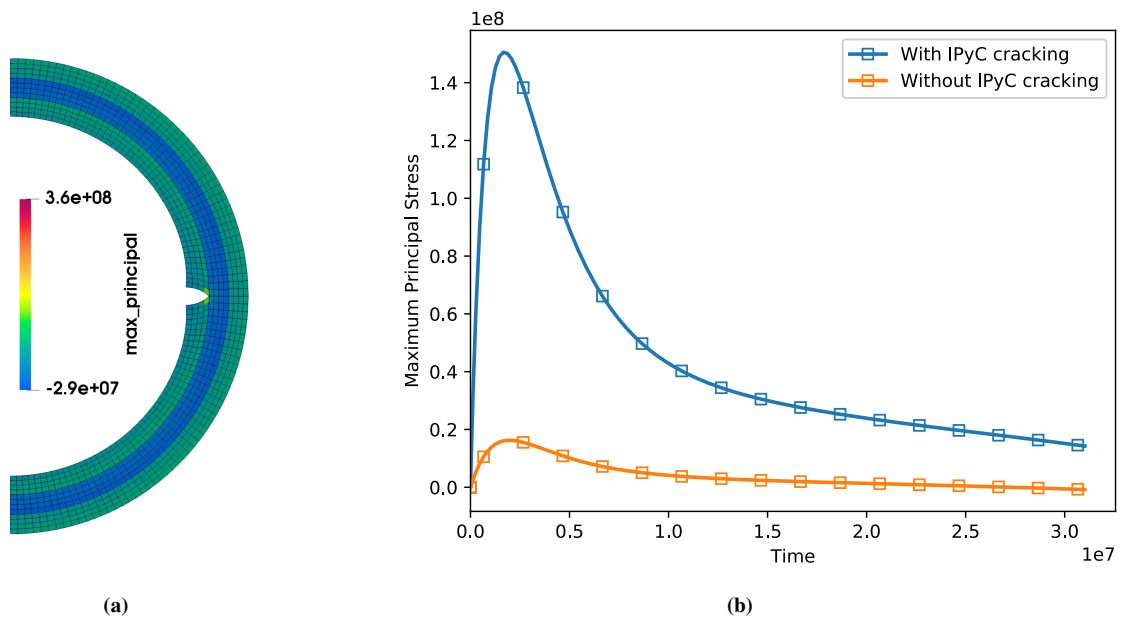 3.6e+08
max_principal
-2.9e+07
(a)
1e8
With IPyC cracking
Without IPyC cracking
Maximum Principal Stress
1.4
1.2
1.0
0.8
0.6
0.4
0.2
0.0
0.0 0.5 1.0 1.5 2.0 2.5 3.0
Time
1e7
(b)